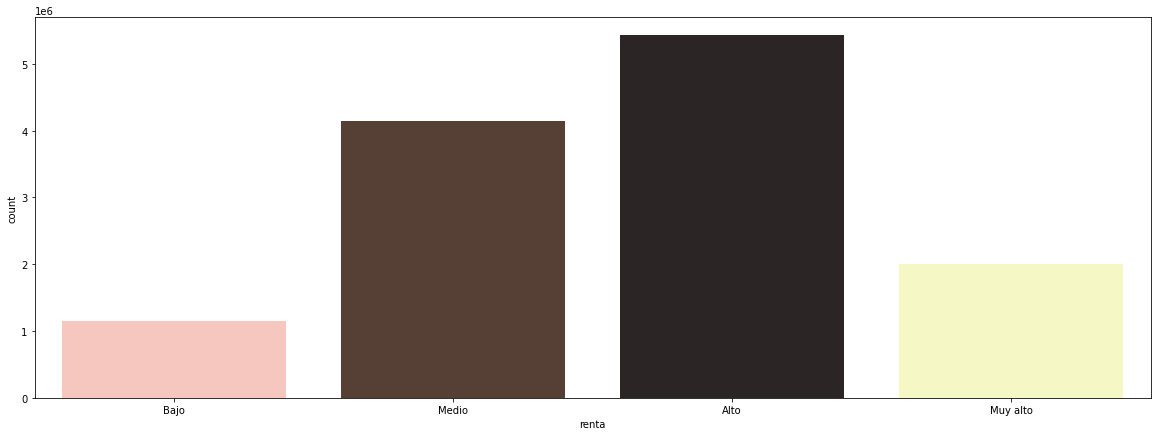 1e6
5
4
3
2
1
0
count
Bajo
Medio
Alto
Muy alto
renta